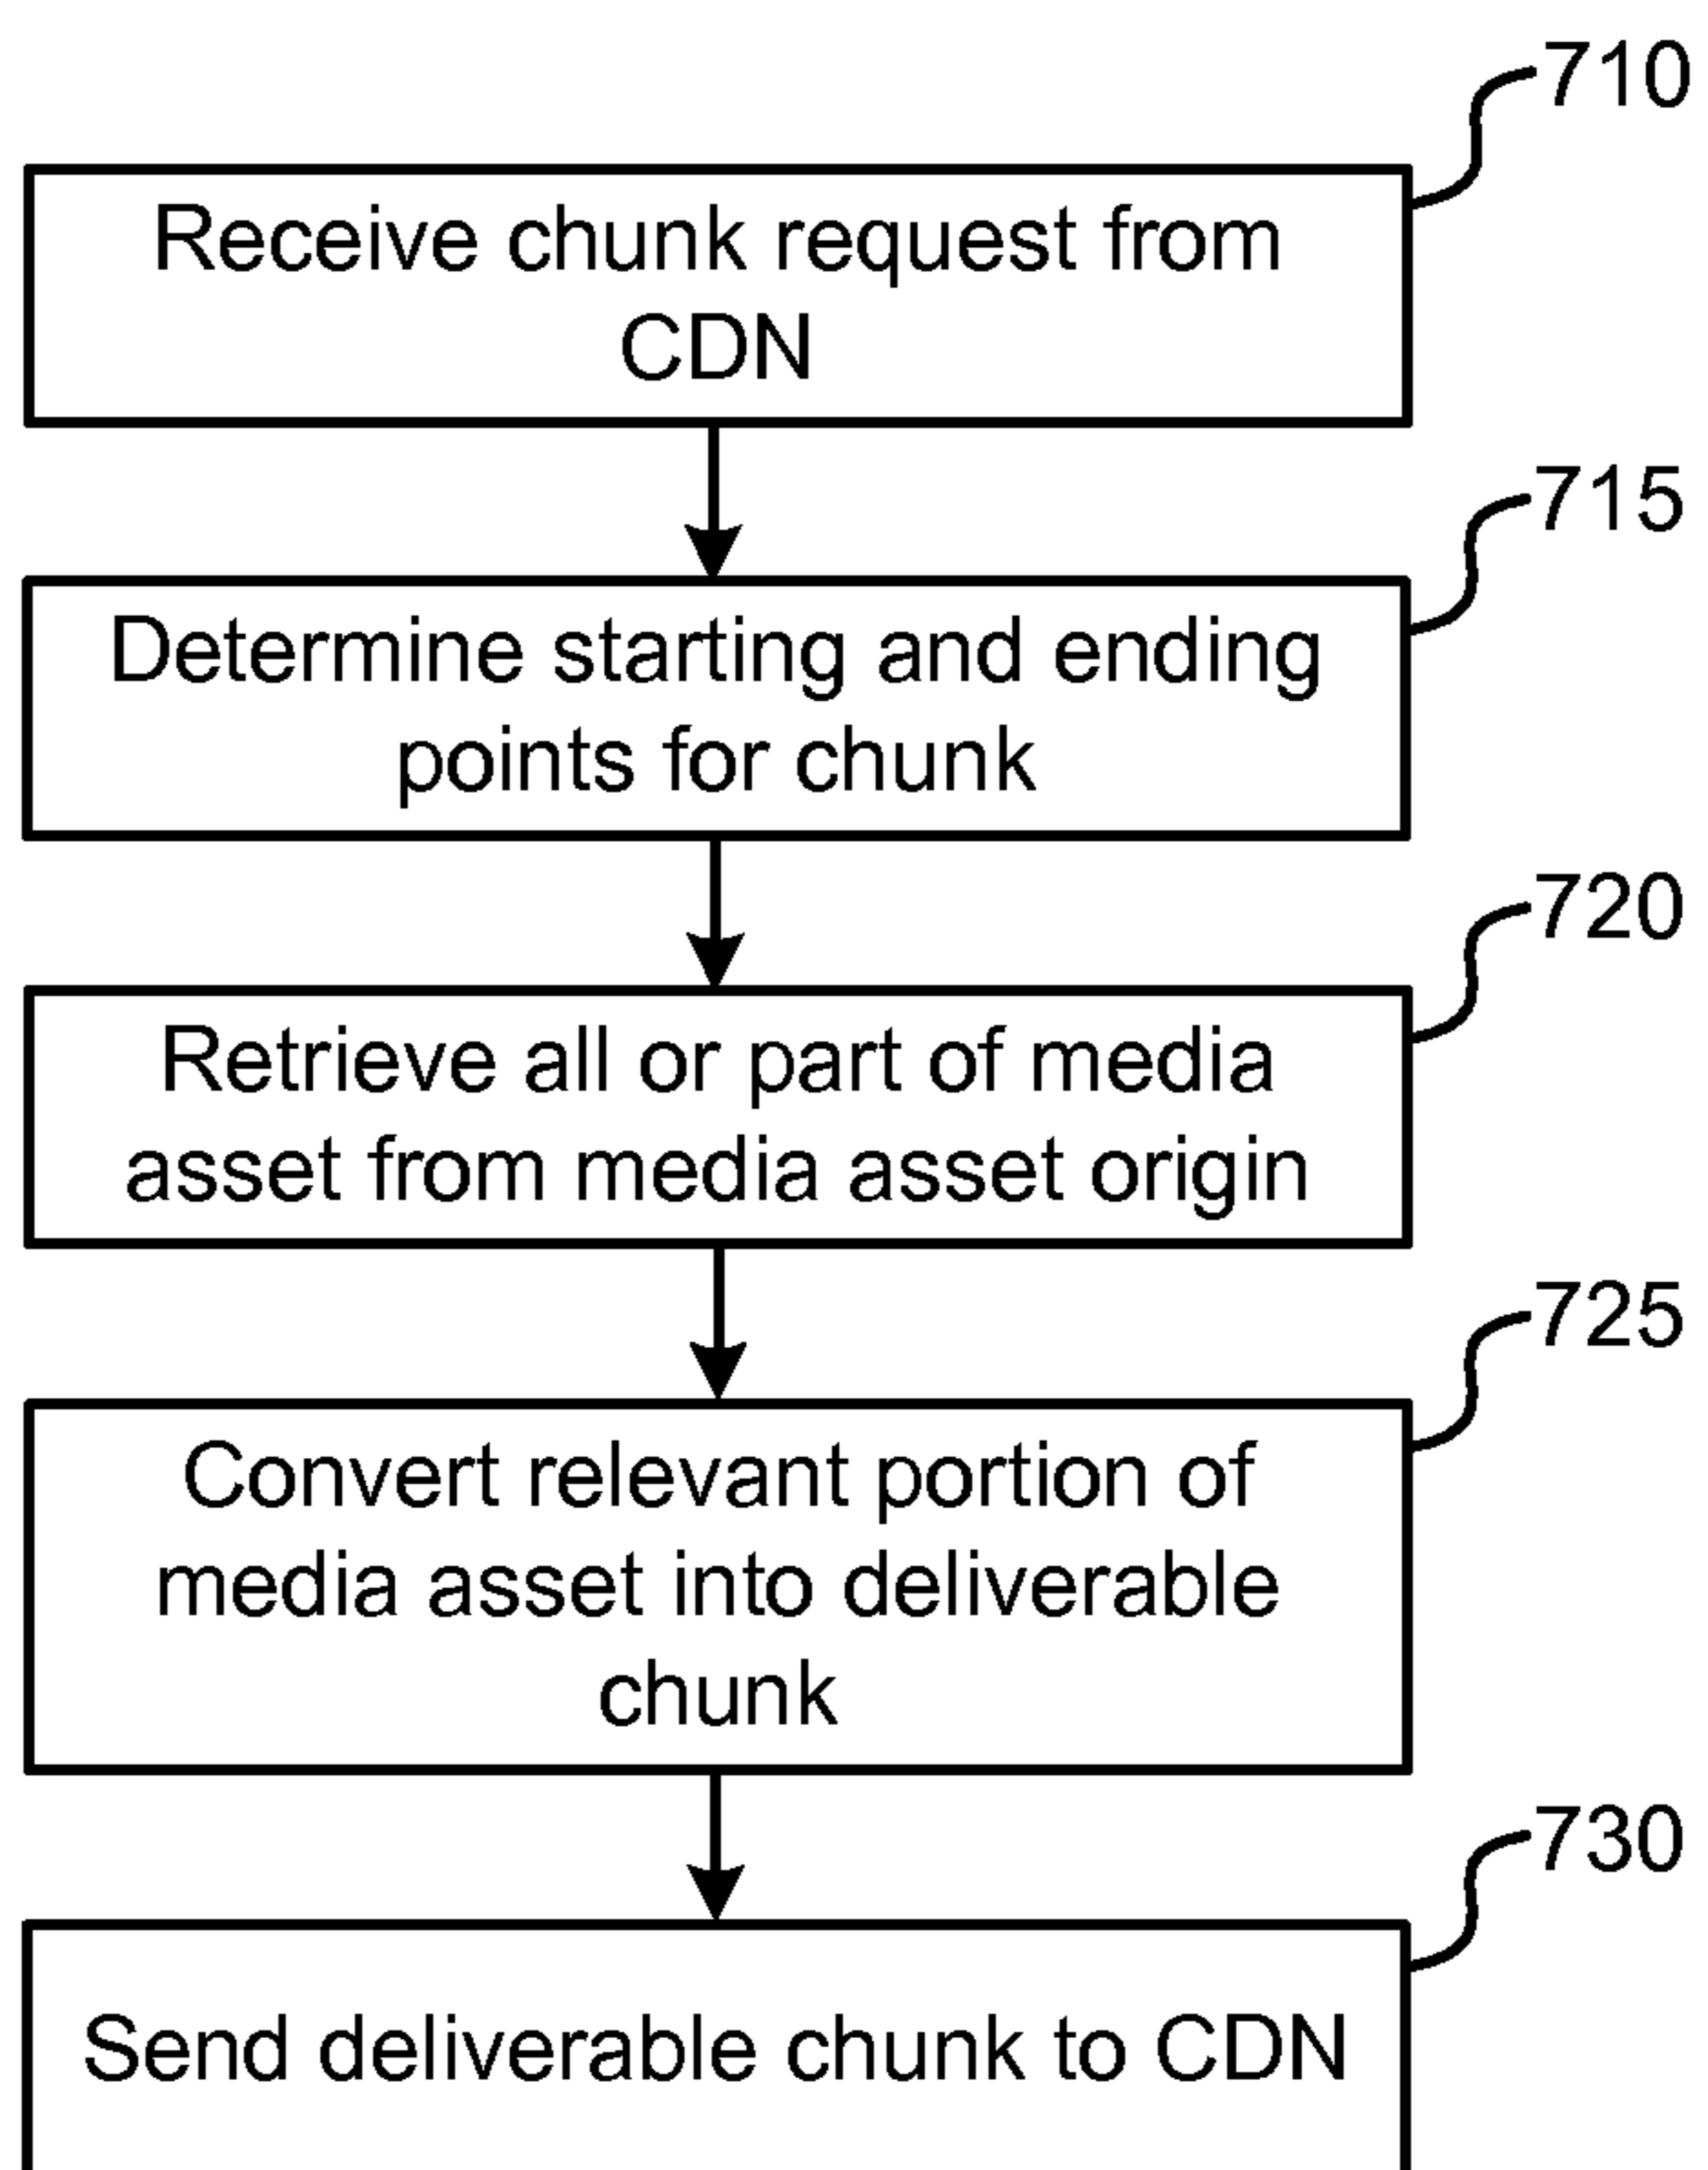 710
Receive chunk request from
CDN
715
Determine starting and ending
points for chunk
720
Retrieve all or part of media
asset from media asset origin
725
Convert relevant portion of
media asset into deliverable
chunk
730
Send deliverable chunk to CDN